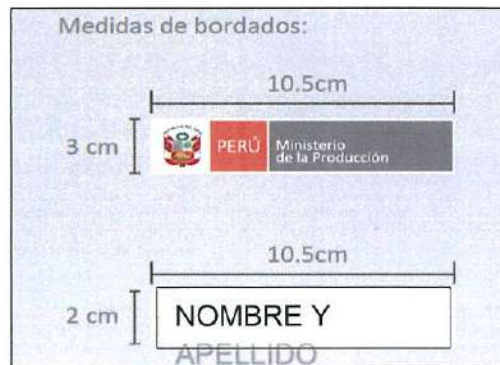 Medidas de bordados:
10.5cm
3 cm
PERÚ
Ministerio
de la Producción
10.5cm
2 cm
NOMBRE Y
APELLIDO